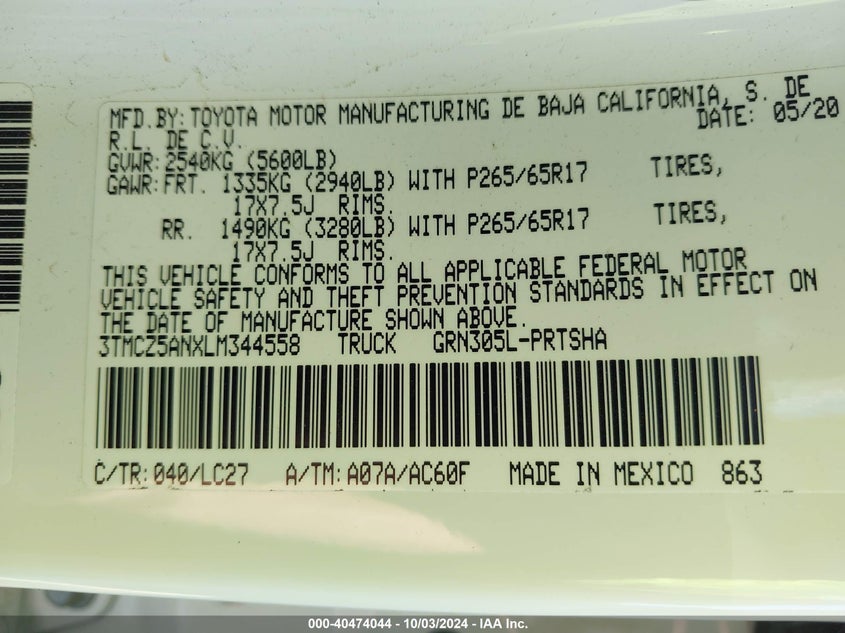 MFD.BY: TOYOTA MOTOR MANUFACTURING DE BAJA CALIFORNIA, S. DE
R.L. DE C.V. DATE: 05/20
GVWR: 2540KG (5600LB)
GAWR: FRT. 1335KG (2940LB) WITH P265/65R17 TIRES,
17X7.5J RIMS.
RR. 1490KG (3280LB) WITH P265/65R17 TIRES,
17X7.5J RIMS.
THIS VEHICLE CONFORMS TO ALL APPLICABLE FEDERAL MOTOR
VEHICLE SAFETY AND THEFT PREVENTION STANDARDS IN EFFECT ON
THE DATE OF MANUFACTURE SHOWN ABOVE.
3TMCZ5ANXLM344558 TRUCK GRN305L-PRTSHA
C/TR: 040/LC27 A/TM: A07A/AC60F MADE IN MEXICO 863
000-40474044 - 10/03/2024 - IAA Inc.